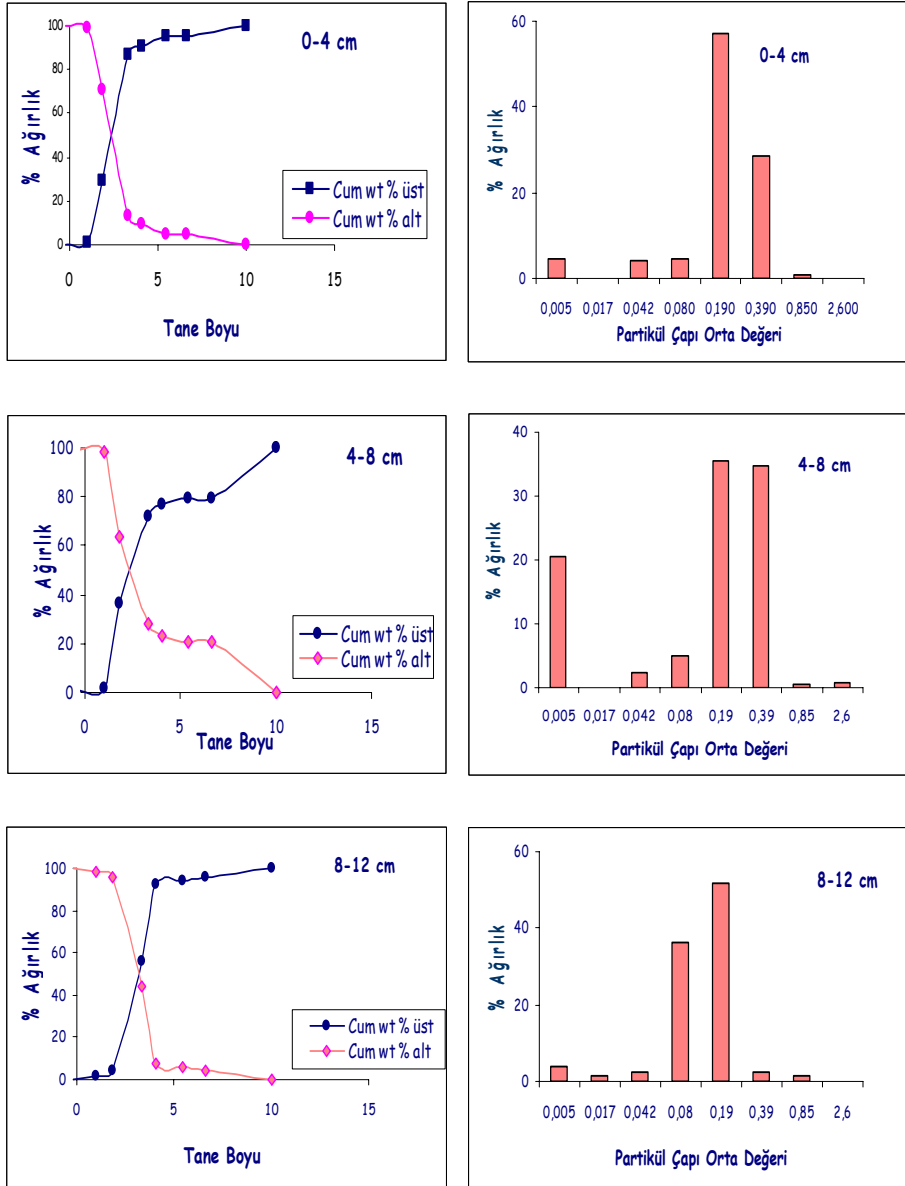 0-4 cm
% Ağırlık
100
80
60
40
20
0
0 5 10 15
Cum wt % üst
Cum wt % alt
Tane Boyu
0-4 cm
% Ağırlık
60
40
20
0
0,005 0,017 0,042 0,080 0,190 0,390 0,850 2,600
Partikül Çapı Orta Değeri
4-8 cm
% Ağırlık
100
80
60
40
20
0
0 5 10 15
Cum wt % üst
Cum wt % alt
Tane Boyu
4-8 cm
% Ağırlık
40
30
20
10
0
0,005 0,017 0,042 0,08 0,19 0,39 0,85 2,6
Partikül Çapı Orta Değeri
8-12 cm
% Ağırlık
100
80
60
40
20
0
0 5 10 15
Cum wt % üst
Cum wt % alt
Tane Boyu
8-12 cm
% Ağırlık
60
40
20
0
0,005 0,017 0,042 0,08 0,19 0,39 0,85 2,6
Partikül Çapı Orta Değeri